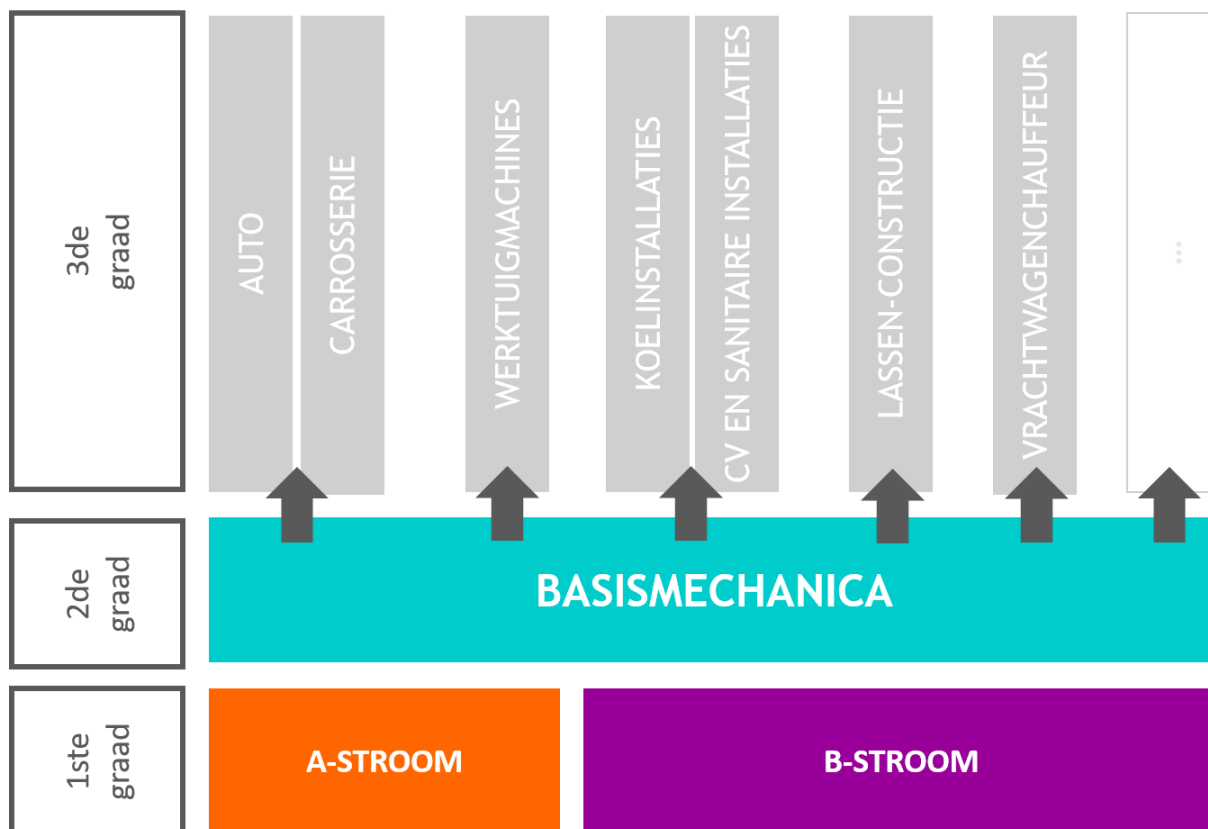 3de
graad
AUTO
CARROSSERIE
WERKTUIGMACHINES
KOELINSTALLATIES
CV EN SANITAIRE INSTALLATIES
LASSEN-CONSTRUCTIE
VRACHTWAGENCHAUFFEUR
...
2de
graad
BASISMECHANICA
1ste
graad
A-STROOM
B-STROOM